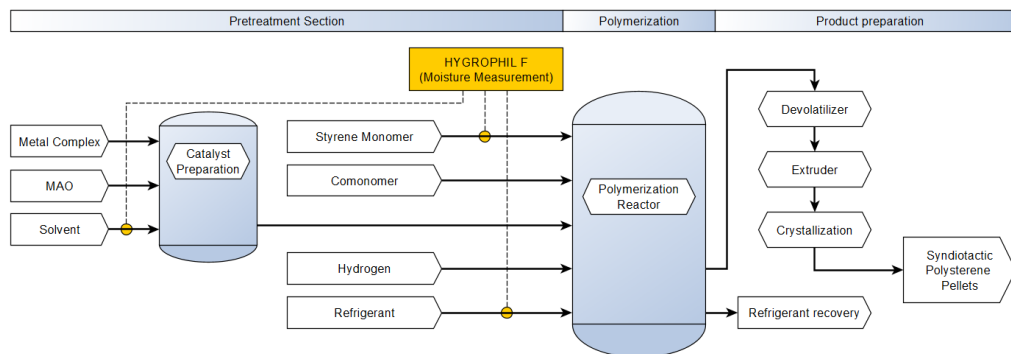 Pretreatment Section
Polymerization
Product preparation
HYGROPHIL F
(Moisture Measurement)
Metal Complex
MAO
Solvent
Catalyst
Preparation
Styrene Monomer
Comonomer
Hydrogen
Refrigerant
Polymerization
Reactor
Devolatilizer
Extruder
Crystallization
Syndiotactic
Polysterene
Pellets
Refrigerant recovery